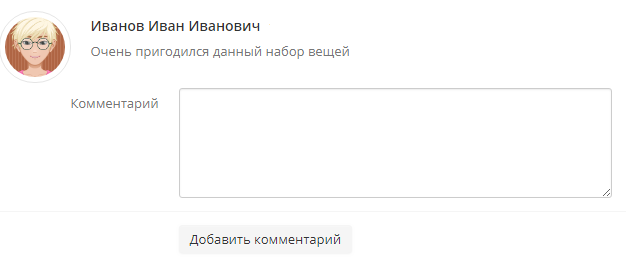 Иванов Иван Иванович
Очень пригодился данный набор вещей
Комментарий
Добавить комментарий